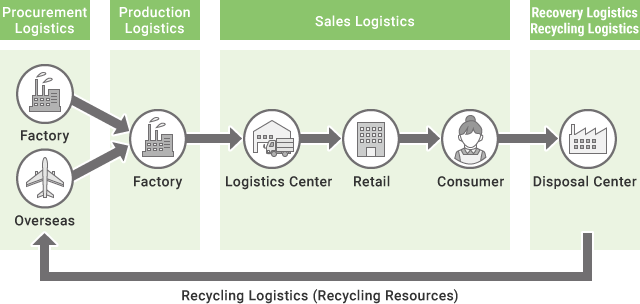 Procurement
Logistics
Production
Logistics
Sales Logistics
Recovery Logistics
Recycling Logistics
Factory
Overseas
Factory
Logistics Center
Retail
Consumer
Disposal Center
Recycling Logistics (Recycling Resources)